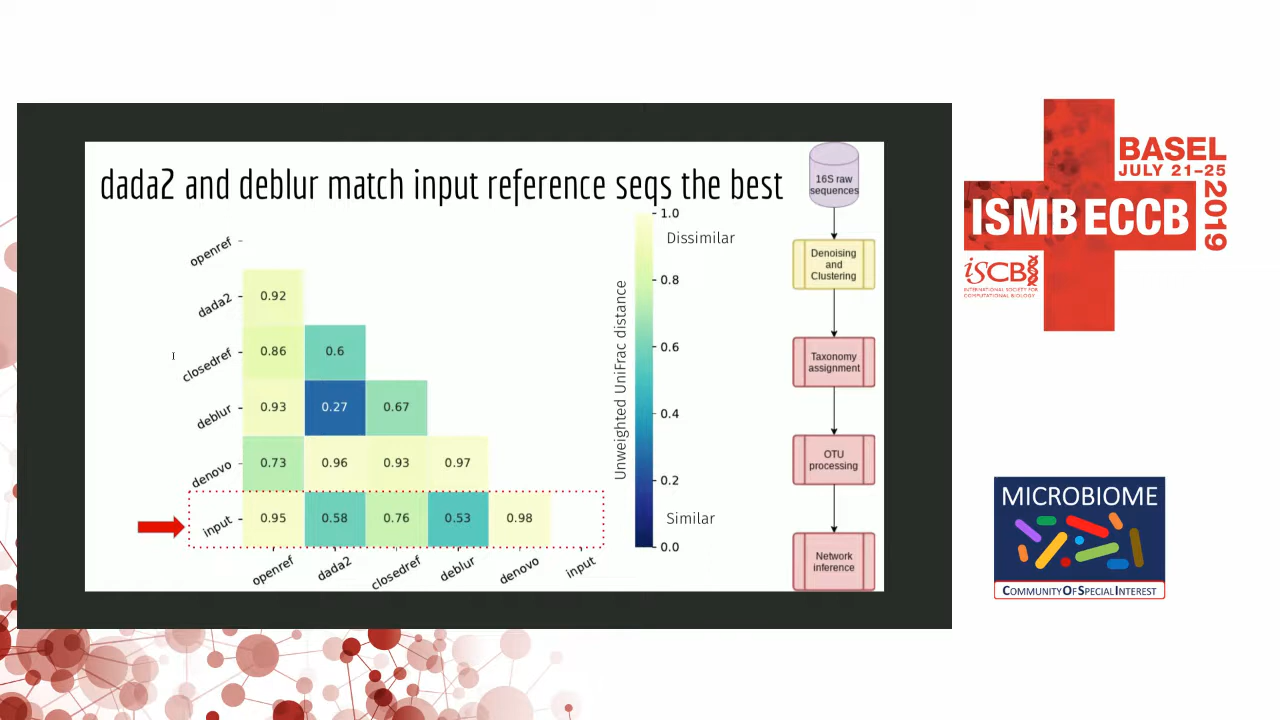 dada2 and deblur match input reference seqs the best
openref
dada2
closedref
deblur
denovo
input
0.92
0.86 0.6
0.93 0.27 0.67
0.73 0.96 0.93 0.97
0.95 0.58 0.76 0.53 0.98
openref dada2 closedref deblur denovo input
Unweighted UniFrac distance
1.0
Dissimilar
0.8
0.6
0.4
0.2
Similar
0.0
16S raw
sequences
Denoising
and
Clustering
Taxonomy
assignment
OTU
processing
Network
inference
BASEL
JULY 21–25
2019
ISMB ECCB
iSCB
INTERNATIONAL SOCIETY FOR
COMPUTATIONAL BIOLOGY
MICROBIOME
COMMUNITY OF SPECIAL INTEREST